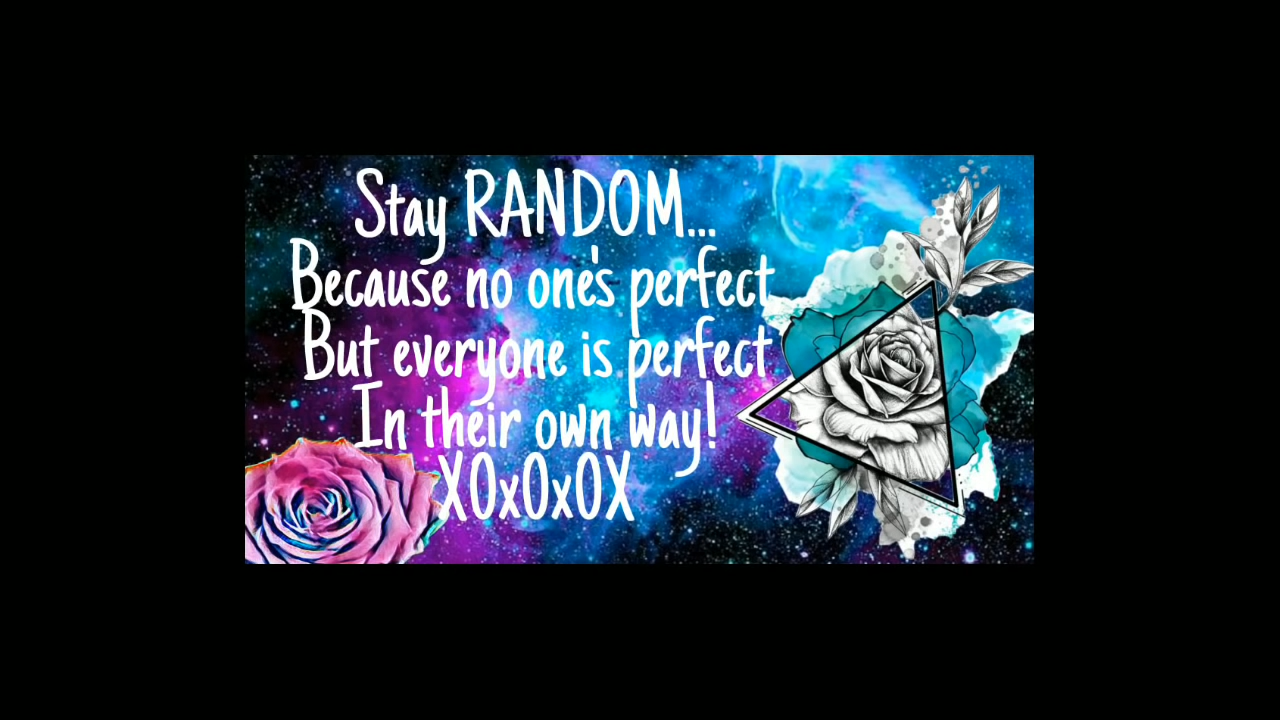 Stay RANDOM...
Because no one's perfect
But everyone is perfect
In their own way!
XOxOxOX